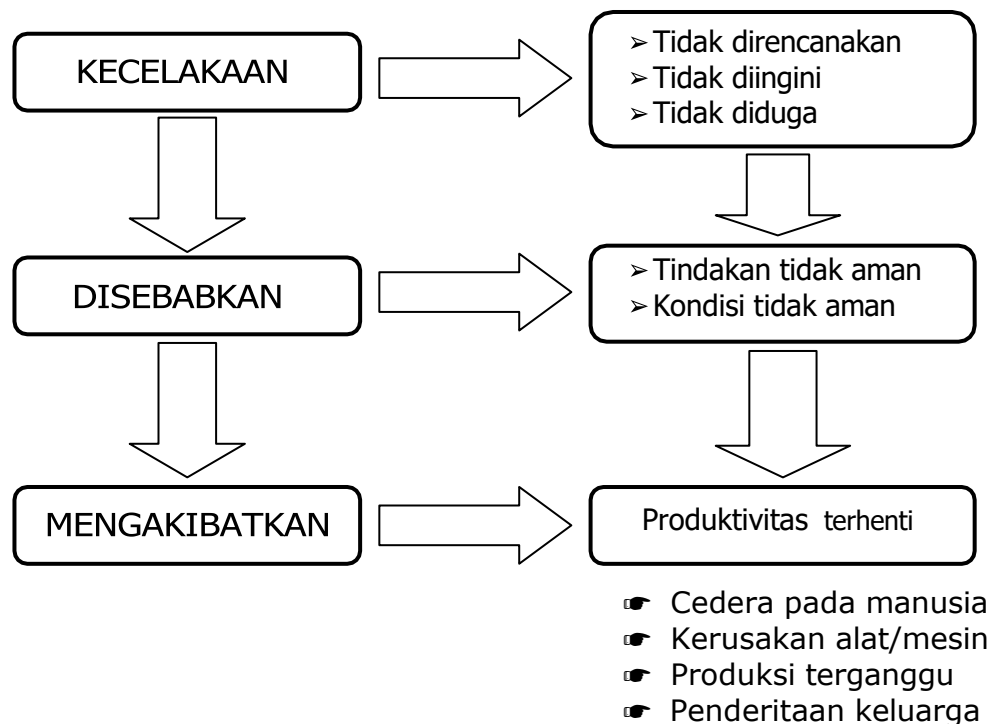 KECELAKAAN
➢ Tidak direncanakan
➢ Tidak diingini
➢ Tidak diduga
DISEBABKAN
➢ Tindakan tidak aman
➢ Kondisi tidak aman
MENGAKIBATKAN
Produktivitas terhenti
☛ Cedera pada manusia
☛ Kerusakan alat/mesin
☛ Produksi terganggu
☛ Penderitaan keluarga